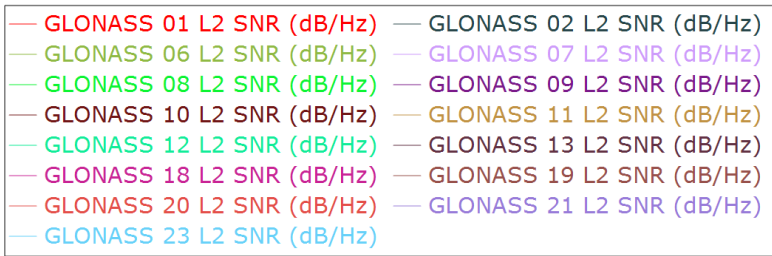 GLONASS 01 L2 SNR (dB/Hz) GLONASS 02 L2 SNR (dB/Hz)
GLONASS 06 L2 SNR (dB/Hz) GLONASS 07 L2 SNR (dB/Hz)
GLONASS 08 L2 SNR (dB/Hz) GLONASS 09 L2 SNR (dB/Hz)
GLONASS 10 L2 SNR (dB/Hz) GLONASS 11 L2 SNR (dB/Hz)
GLONASS 12 L2 SNR (dB/Hz) GLONASS 13 L2 SNR (dB/Hz)
GLONASS 18 L2 SNR (dB/Hz) GLONASS 19 L2 SNR (dB/Hz)
GLONASS 20 L2 SNR (dB/Hz) GLONASS 21 L2 SNR (dB/Hz)
GLONASS 23 L2 SNR (dB/Hz)